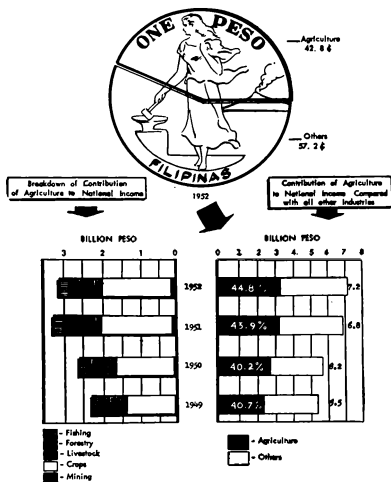 ONE PESO
Agriculture
42.8¢
Others
57.2¢
FILIPINAS
1952
Breakdown of Contribution
of Agriculture to National Income
Contribution of Agriculture
to National Income Compared
with all other Industries
BILLION PESO
3 2 1 0
BILLION PESO
0 1 2 3 4 5 6 7 8
1952
44.8%
7.2
1951
45.9%
6.8
1950
40.2%
6.2
1949
40.7%
5.5
- Fishing
- Forestry
- Livestock
- Crops
- Mining
- Agriculture
- Others